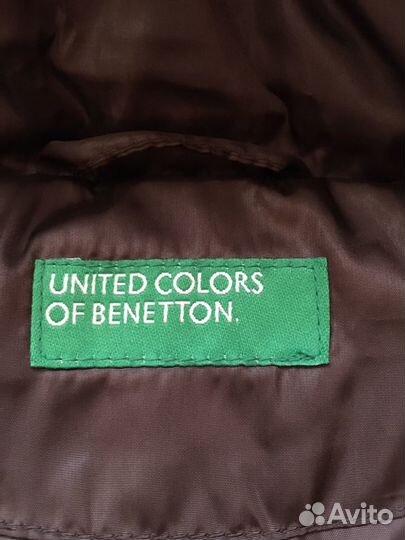 UNITED COLORS
OF BENETTON.
Avito